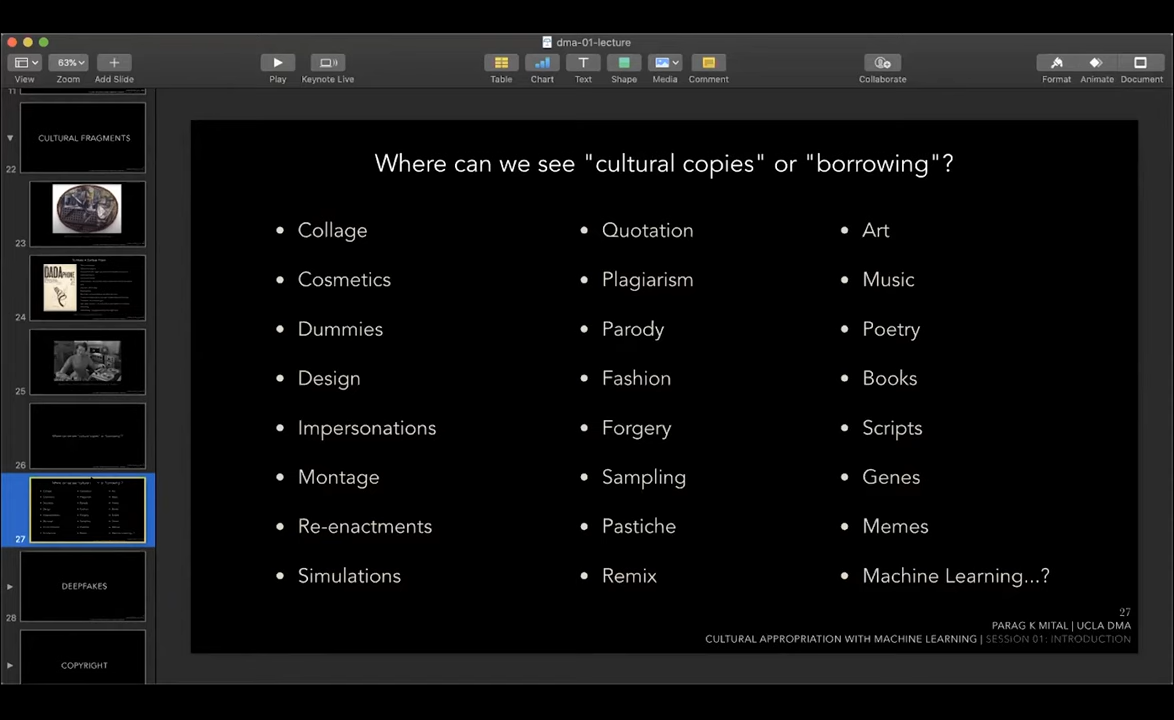 dma-01-lecture
63%
View
Zoom
Add Slide
Play
Keynote Live
Table
Chart
Text
Shape
Media
Comment
Collaborate
Format
Animate
Document
11
CULTURAL FRAGMENTS
22
23
DADAPHONE
24
25
26
27
DEEPFAKES
28
COPYRIGHT
Where can we see "cultural copies" or "borrowing"?
• Collage
• Cosmetics
• Dummies
• Design
• Impersonations
• Montage
• Re-enactments
• Simulations
• Quotation
• Plagiarism
• Parody
• Fashion
• Forgery
• Sampling
• Pastiche
• Remix
• Art
• Music
• Poetry
• Books
• Scripts
• Genes
• Memes
• Machine Learning...?
27
PARAG K MITAL | UCLA DMA
CULTURAL APPROPRIATION WITH MACHINE LEARNING | SESSION 01: INTRODUCTION